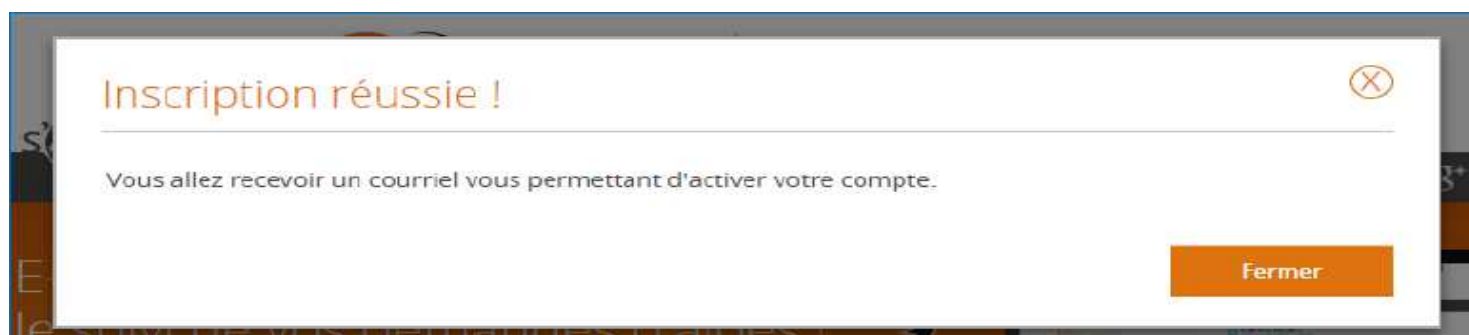 Inscription réussie !
Vous allez recevoir un courriel vous permettant d'activer votre compte.
Fermer